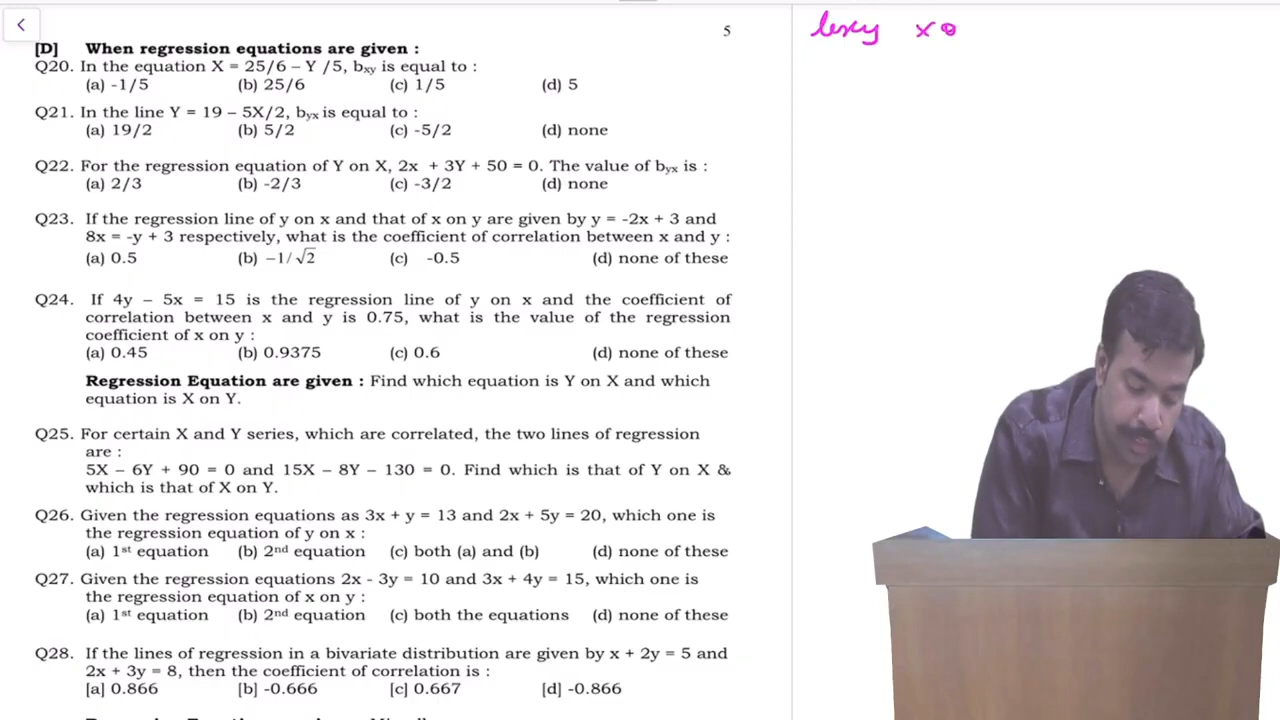 5
[D] When regression equations are given :
Q20. In the equation X = 25/6 – Y /5, bxy is equal to :
(a) -1/5 (b) 25/6 (c) 1/5 (d) 5
Q21. In the line Y = 19 – 5X/2, byx is equal to :
(a) 19/2 (b) 5/2 (c) -5/2 (d) none
Q22. For the regression equation of Y on X, 2x + 3Y + 50 = 0. The value of byx is :
(a) 2/3 (b) -2/3 (c) -3/2 (d) none
Q23. If the regression line of y on x and that of x on y are given by y = -2x + 3 and
8x = -y + 3 respectively, what is the coefficient of correlation between x and y :
(a) 0.5 (b) –1/√2 (c) -0.5 (d) none of these
Q24. If 4y – 5x = 15 is the regression line of y on x and the coefficient of
correlation between x and y is 0.75, what is the value of the regression
coefficient of x on y :
(a) 0.45 (b) 0.9375 (c) 0.6 (d) none of these
Regression Equation are given : Find which equation is Y on X and which
equation is X on Y.
Q25. For certain X and Y series, which are correlated, the two lines of regression
are :
5X – 6Y + 90 = 0 and 15X – 8Y – 130 = 0. Find which is that of Y on X &
which is that of X on Y.
Q26. Given the regression equations as 3x + y = 13 and 2x + 5y = 20, which one is
the regression equation of y on x :
(a) 1st equation (b) 2nd equation (c) both (a) and (b) (d) none of these
Q27. Given the regression equations 2x - 3y = 10 and 3x + 4y = 15, which one is
the regression equation of x on y :
(a) 1st equation (b) 2nd equation (c) both the equations (d) none of these
Q28. If the lines of regression in a bivariate distribution are given by x + 2y = 5 and
2x + 3y = 8, then the coefficient of correlation is :
[a] 0.866 [b] -0.666 [c] 0.667 [d] -0.866
bxy x